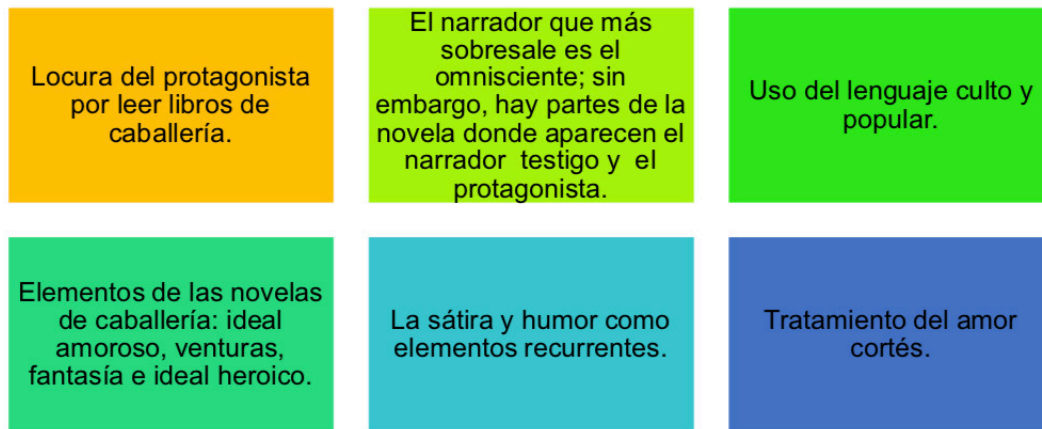 Locura del protagonista
por leer libros de
caballería.
El narrador que más
sobresale es el
omnisciente; sin
embargo, hay partes de la
novela donde aparecen el
narrador testigo y el
protagonista.
Uso del lenguaje culto y
popular.
Elementos de las novelas
de caballería: ideal
amoroso, venturas,
fantasía e ideal heroico.
La sátira y humor como
elementos recurrentes.
Tratamiento del amor
cortés.